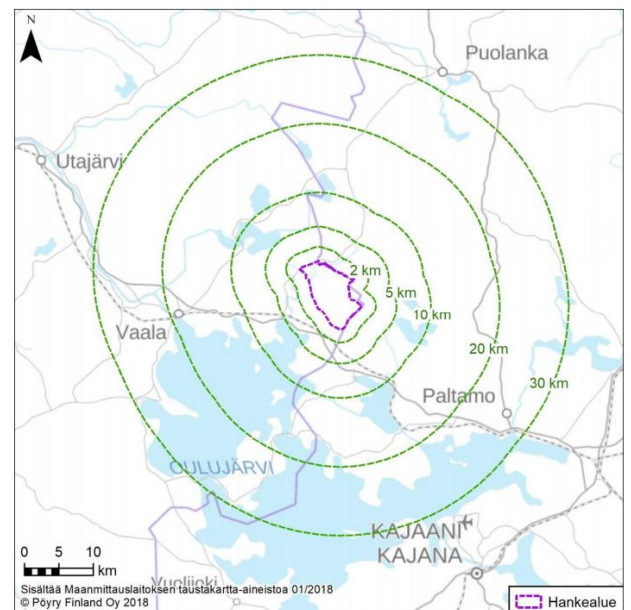 N
Puolanka
Utajärvi
2 km
5 km
10 km
Vaala
20 km
30 km
Paltamo
OULUJÄRVI
KAJAANI
KAJANA
0 5 10
km
Vuolijoki
Sisältää Maanmittauslaitoksen taustakartta-aineistoa 01/2018
© Pöyry Finland Oy 2018
Hankealue